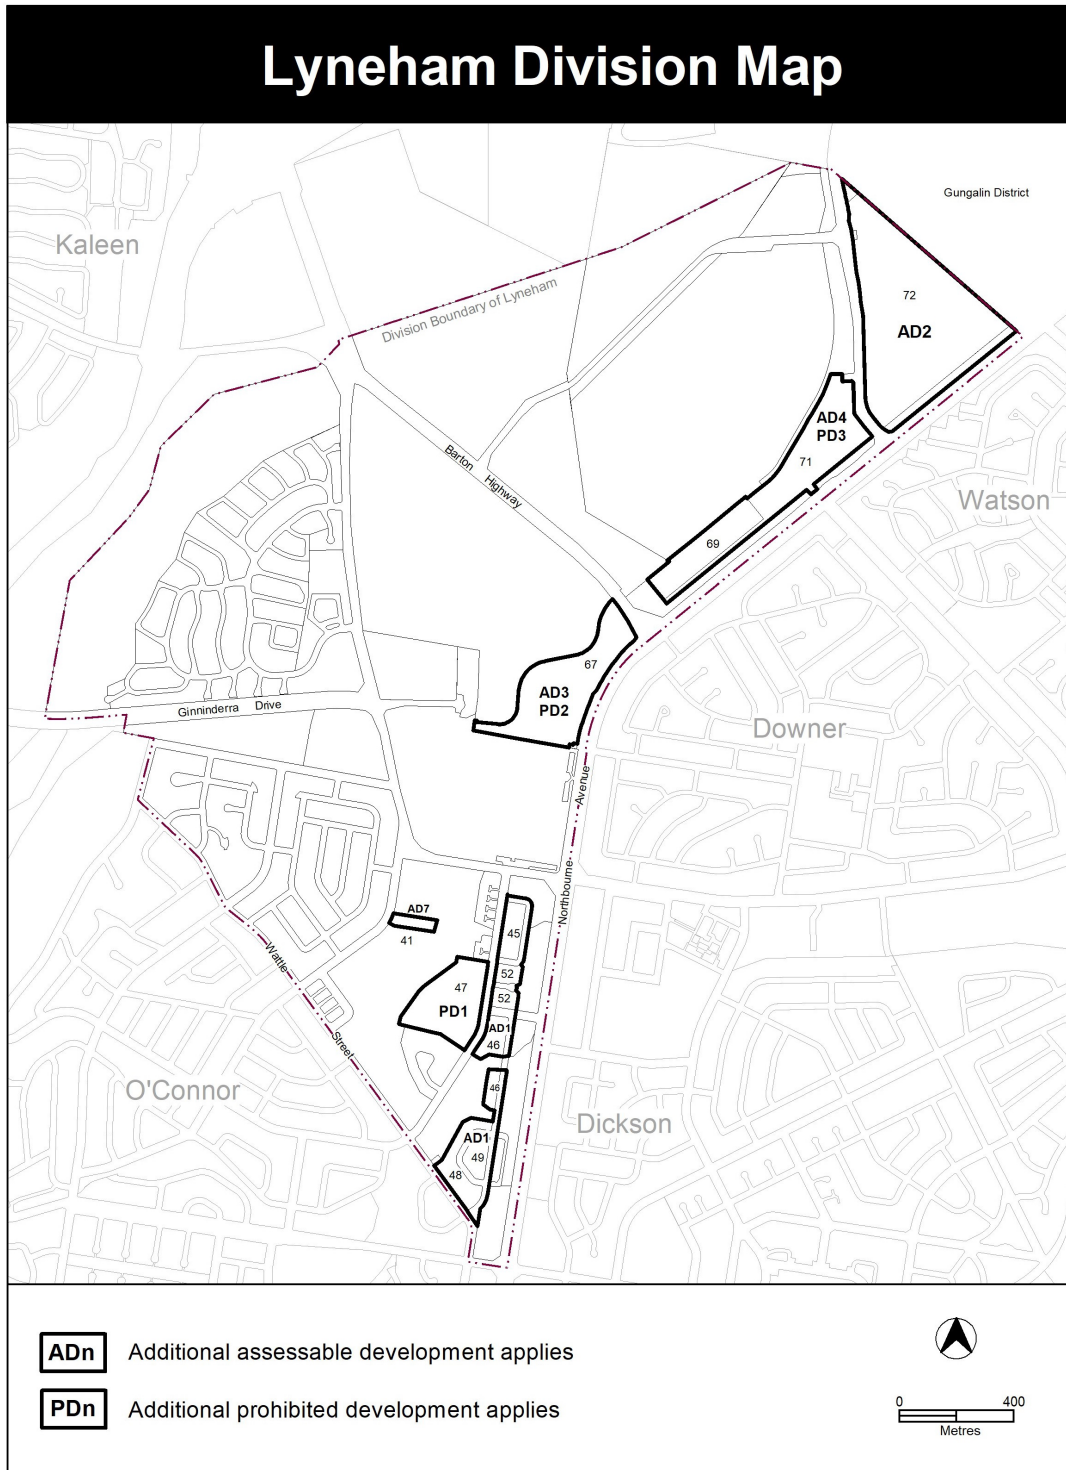 Lyneham Division Map
Gungalin District
Kaleen
Division Boundary of Lyneham
72
AD2
AD4
PD3
71
Barton
Highway
Watson
69
67
AD3
PD2
Ginninderra Drive
Downer
Avenue
Northbourne
AD7
41
45
Wattle
52
47
52
PD1
AD1
46
Street
46
O'Connor
Dickson
AD1
49
48
ADn
Additional assessable development applies
PDn
Additional prohibited development applies
0 400
Metres